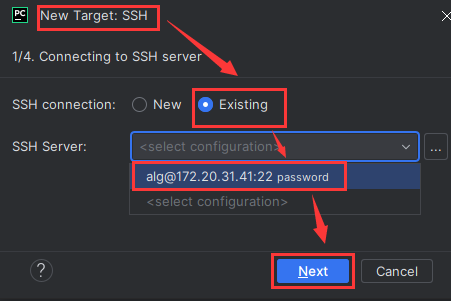 PC New Target: SSH
1/4. Connecting to SSH server
SSH connection: New Existing
SSH Server: <select configuration> ...
alg@172.20.31.41:22 password
<select configuration>
? Next Cancel